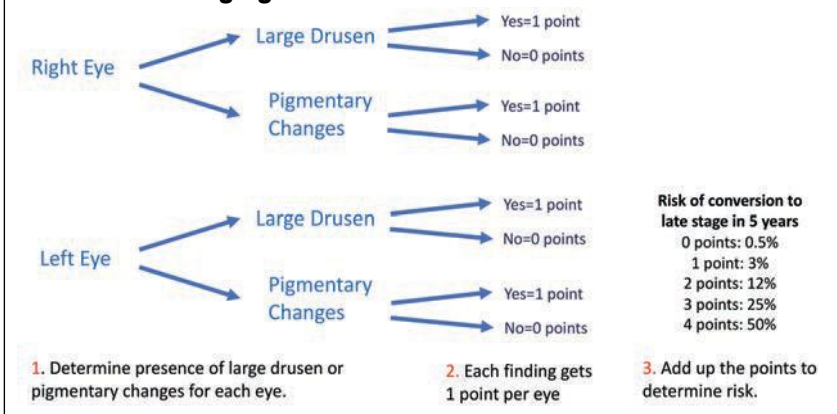 Right Eye
Large Drusen
Yes=1 point
No=0 points
Pigmentary
Changes
Yes=1 point
No=0 points
Left Eye
Large Drusen
Yes=1 point
No=0 points
Pigmentary
Changes
Yes=1 point
No=0 points
Risk of conversion to
late stage in 5 years
0 points: 0.5%
1 point: 3%
2 points: 12%
3 points: 25%
4 points: 50%
1. Determine presence of large drusen or
pigmentary changes for each eye.
2. Each finding gets
1 point per eye
3. Add up the points to
determine risk.